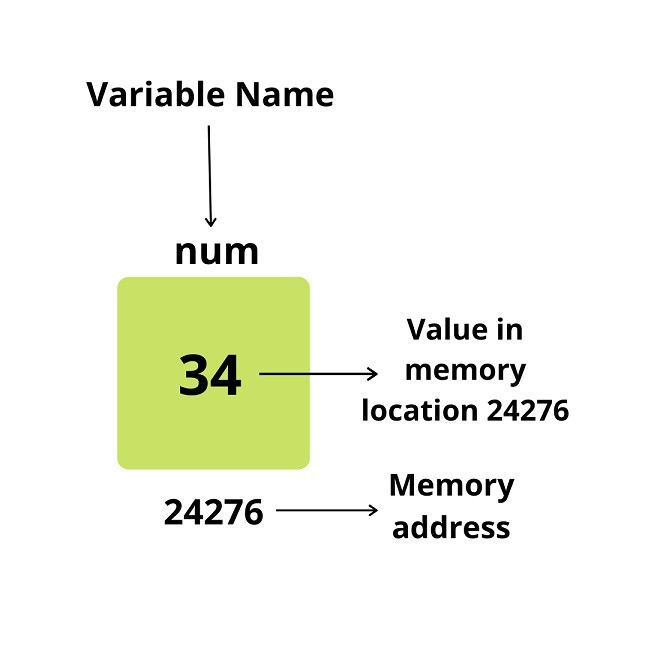 Variable Name
num
34
Value in
memory
location 24276
24276
Memory
address